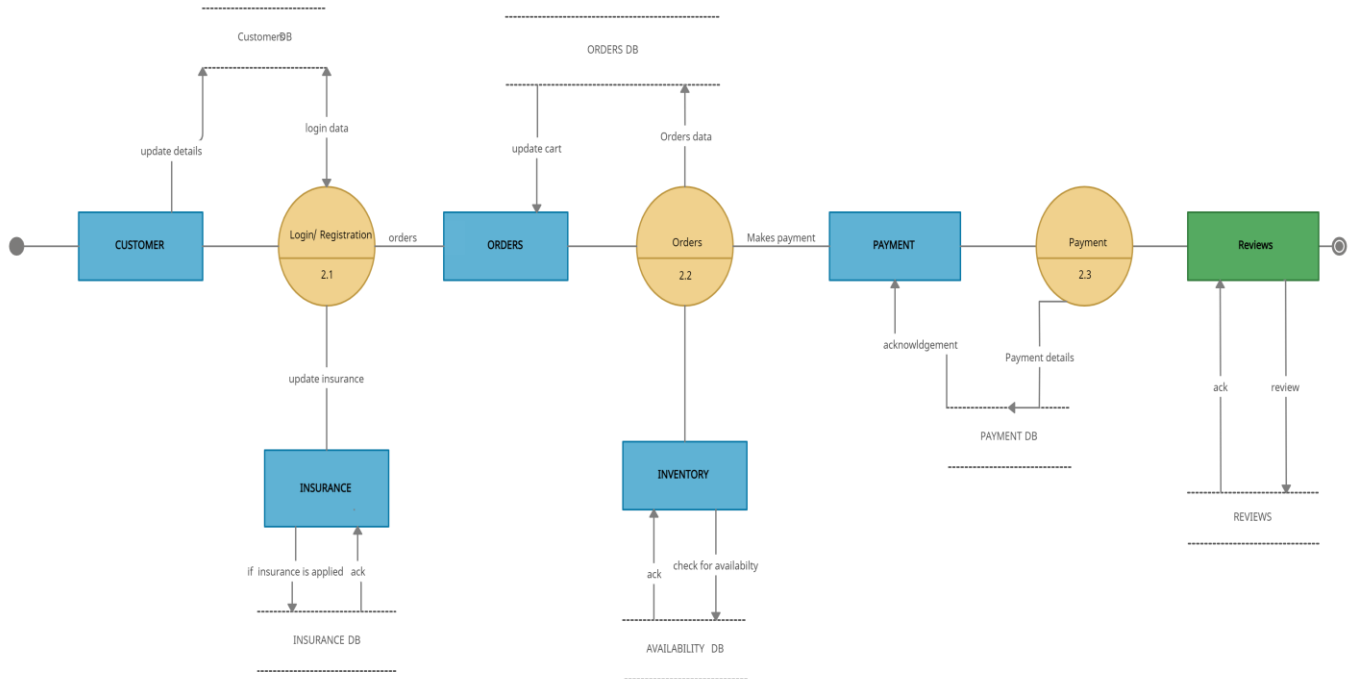 CustomersDB
ORDERS DB
login data
Orders data
update cart
update details
CUSTOMER
Login/ Registration
2.1
orders
ORDERS
Orders
2.2
Makes payment
PAYMENT
Payment
2.3
Reviews
acknowldgement
Payment details
update insurance
ack
review
PAYMENT DB
INSURANCE
INVENTORY
REVIEWS
if insurance is applied
ack
ack
check for availabilty
INSURANCE DB
AVAILABILITY DB